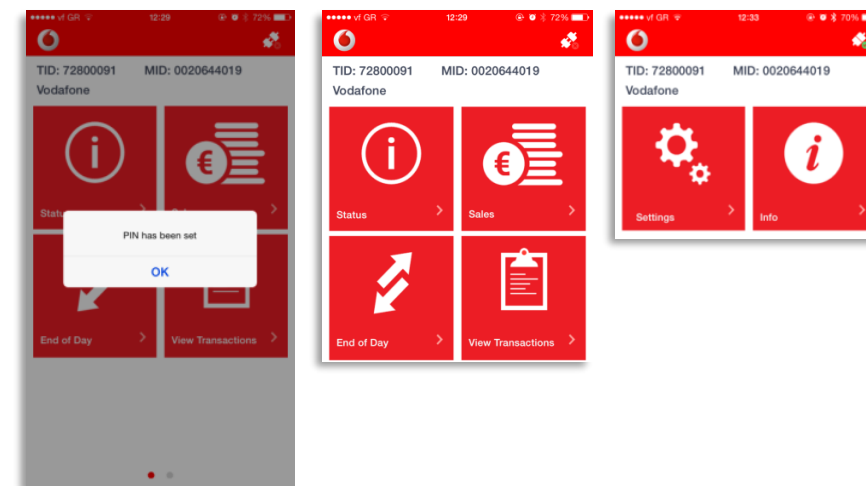 vf GR 12:29 72%
TID: 72800091 MID: 0020644019
Vodafone
Status
PIN has been set
OK
End of Day View Transactions
vf GR 12:29 72%
TID: 72800091 MID: 0020644019
Vodafone
Status Sales
End of Day View Transactions
vf GR 12:33 70%
TID: 72800091 MID: 0020644019
Vodafone
Settings Info